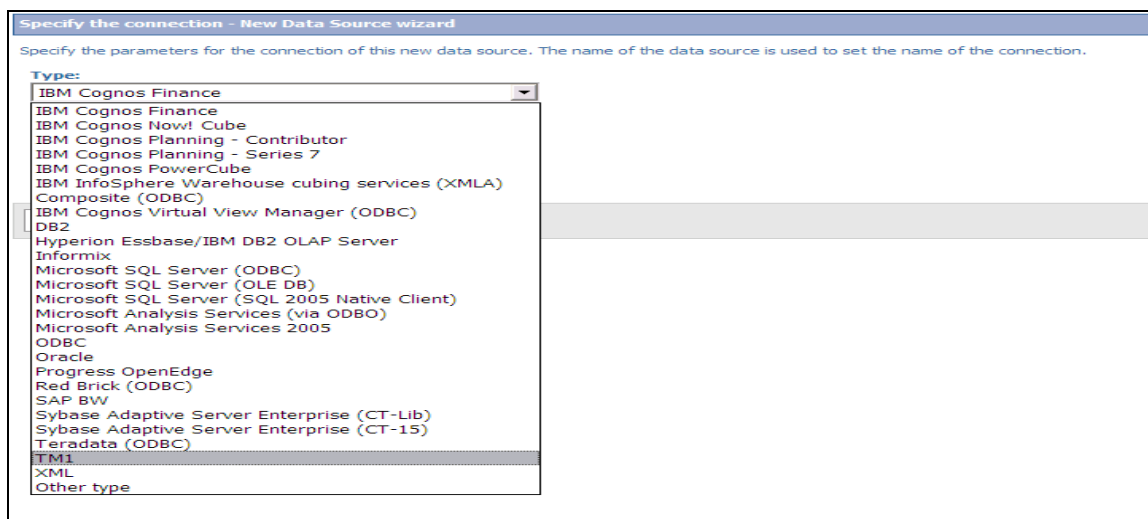 Specify the connection - New Data Source wizard
Specify the parameters for the connection of this new data source. The name of the data source is used to set the name of the connection.
Type:
IBM Cognos Finance
IBM Cognos Finance
IBM Cognos Now! Cube
IBM Cognos Planning - Contributor
IBM Cognos Planning - Series 7
IBM Cognos PowerCube
IBM InfoSphere Warehouse cubing services (XMLA)
Composite (ODBC)
IBM Cognos Virtual View Manager (ODBC)
DB2
Hyperion Essbase/IBM DB2 OLAP Server
Informix
Microsoft SQL Server (ODBC)
Microsoft SQL Server (OLE DB)
Microsoft SQL Server (SQL 2005 Native Client)
Microsoft Analysis Services (via ODBO)
Microsoft Analysis Services 2005
ODBC
Oracle
Progress OpenEdge
Red Brick (ODBC)
SAP BW
Sybase Adaptive Server Enterprise (CT-Lib)
Sybase Adaptive Server Enterprise (CT-15)
Teradata (ODBC)
TM1
XML
Other type